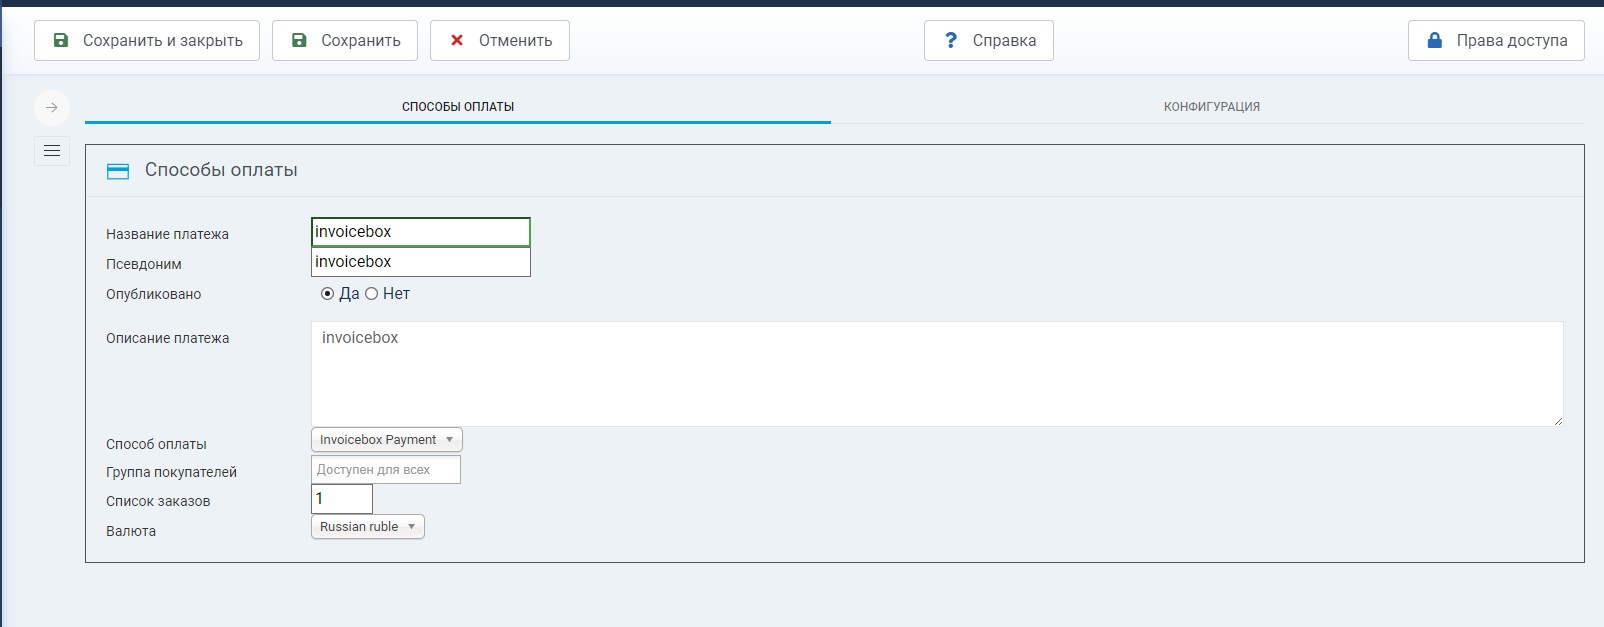 Сохранить и закрыть Сохранить Отменить Справка Права доступа
СПОСОБЫ ОПЛАТЫ КОНФИГУРАЦИЯ
Способы оплаты
Название платежа invoicebox
Псевдоним invoicebox
Опубликовано Да Нет
Описание платежа invoicebox
Способ оплаты Invoicebox Payment
Группа покупателей Доступен для всех
Список заказов 1
Валюта Russian ruble